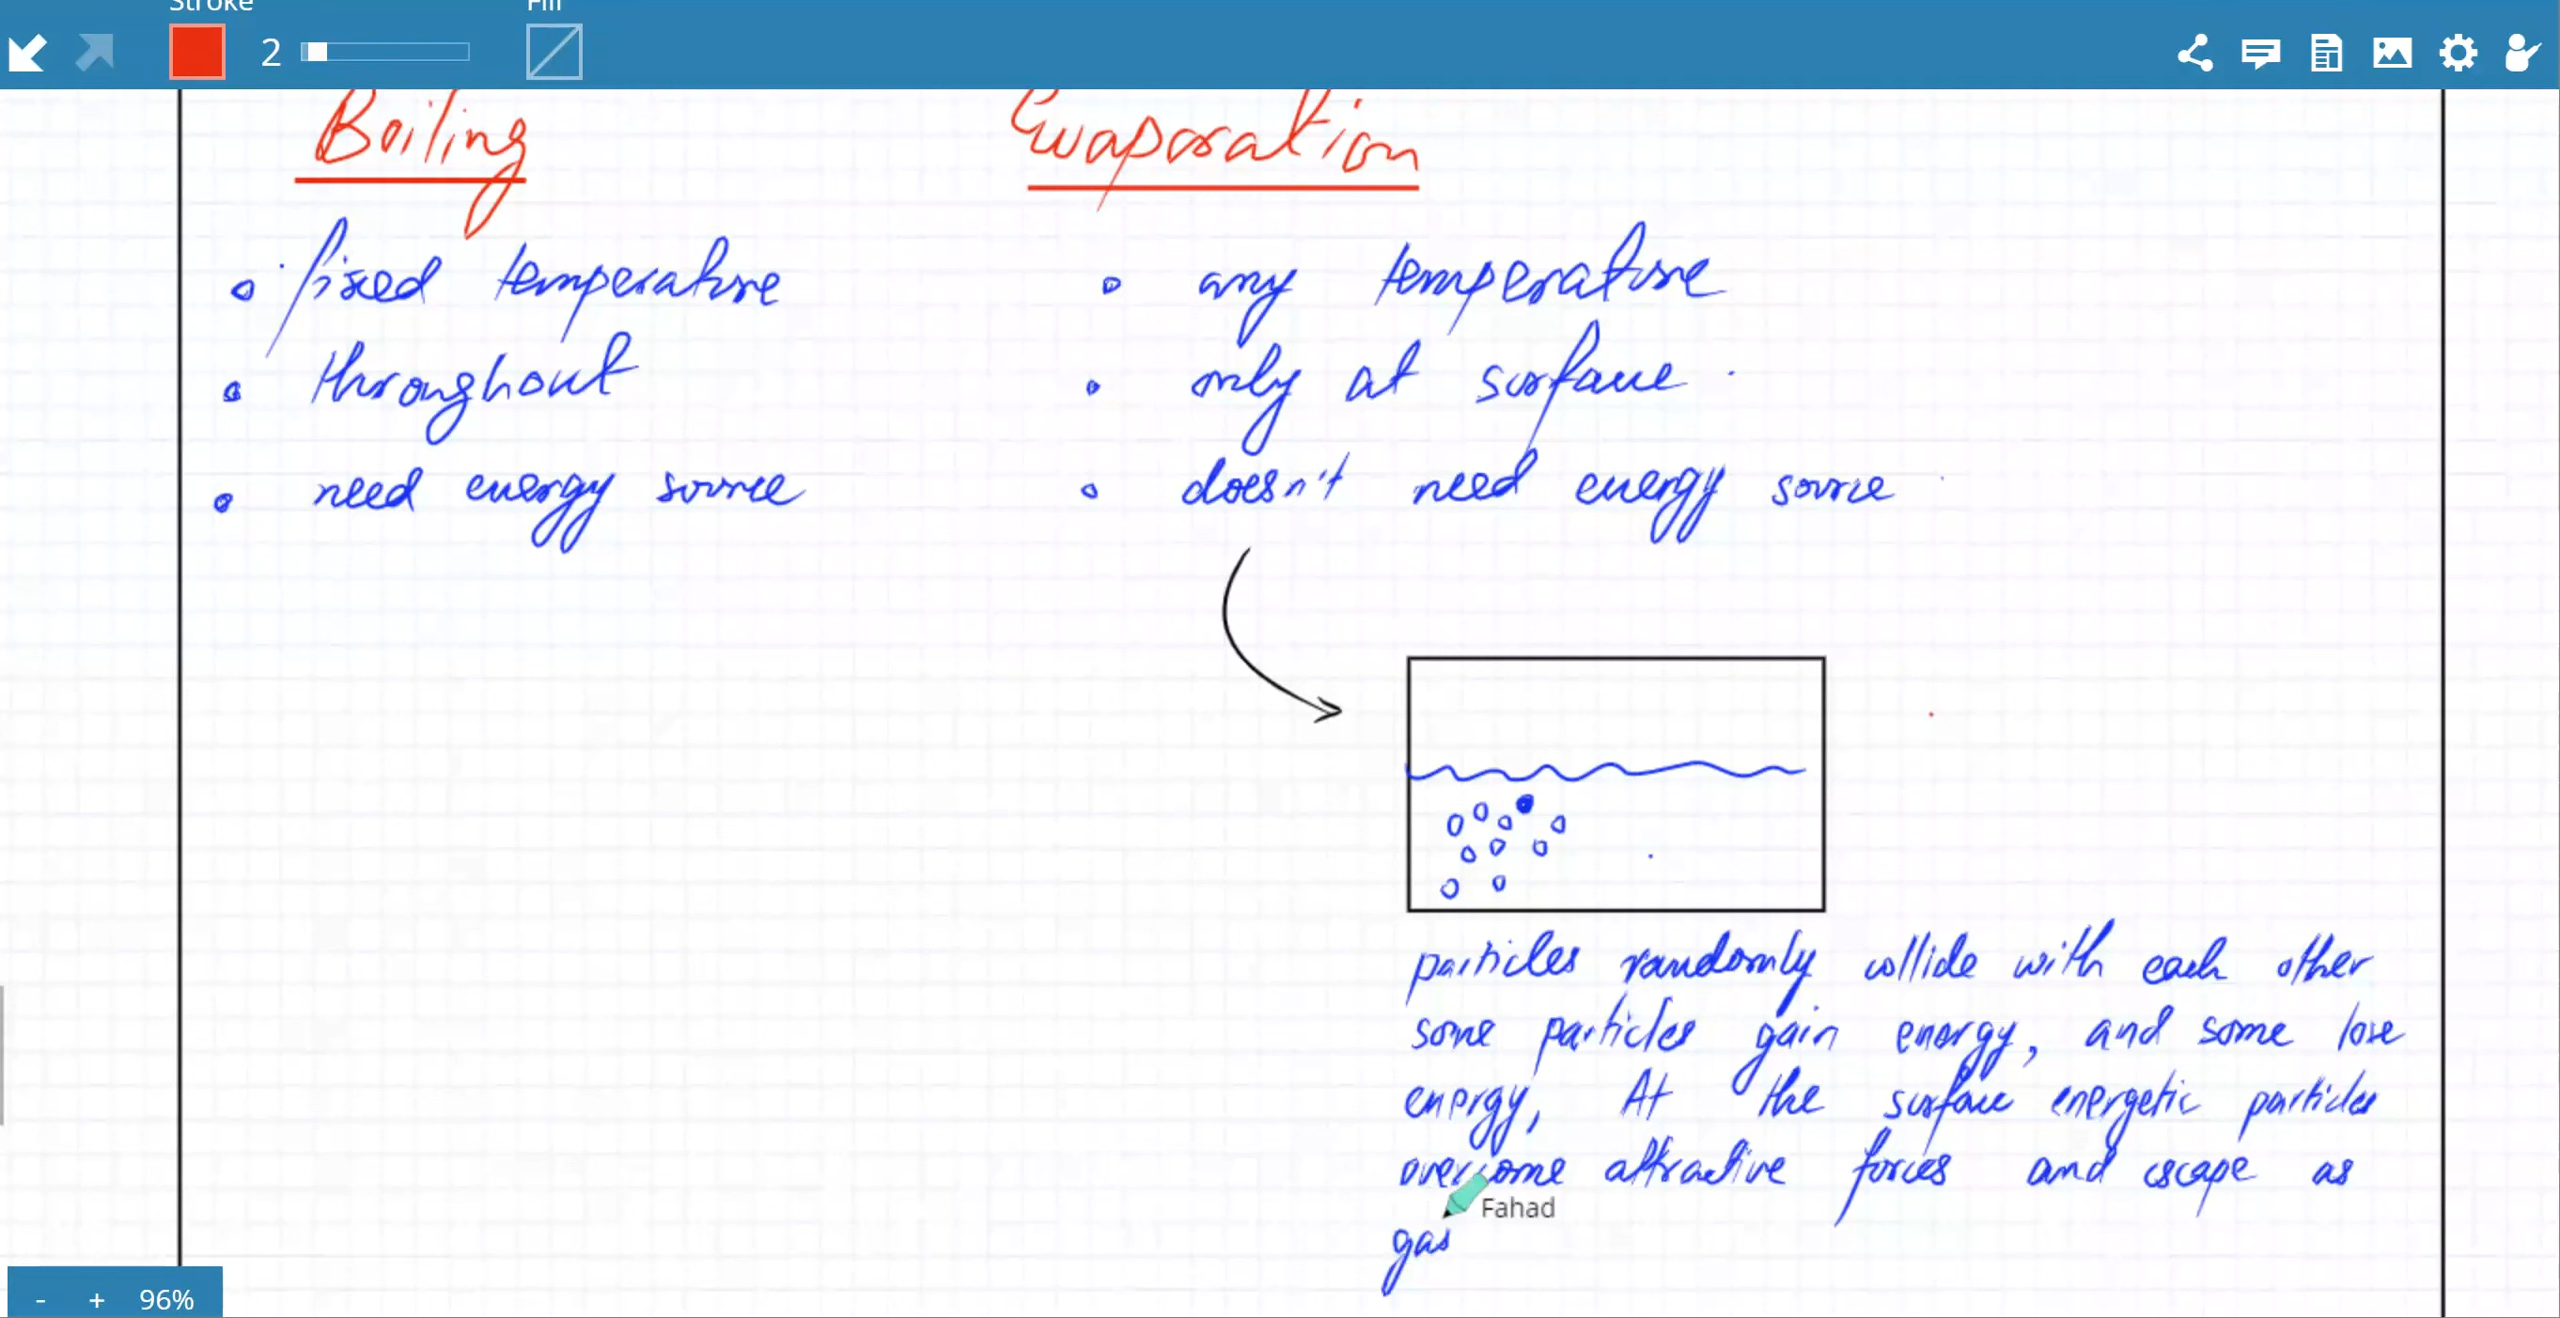 Stroke
Fill
2
Boiling
Evaporation
fixed temperature
any temperature
throughout
only at surface
need energy source
doesn't need energy source
particles randomly collide with each other
some particles gain energy, and some lose
energy, At the surface energetic particles
overcome attractive forces and escape as
gas
Fahad
- + 96%